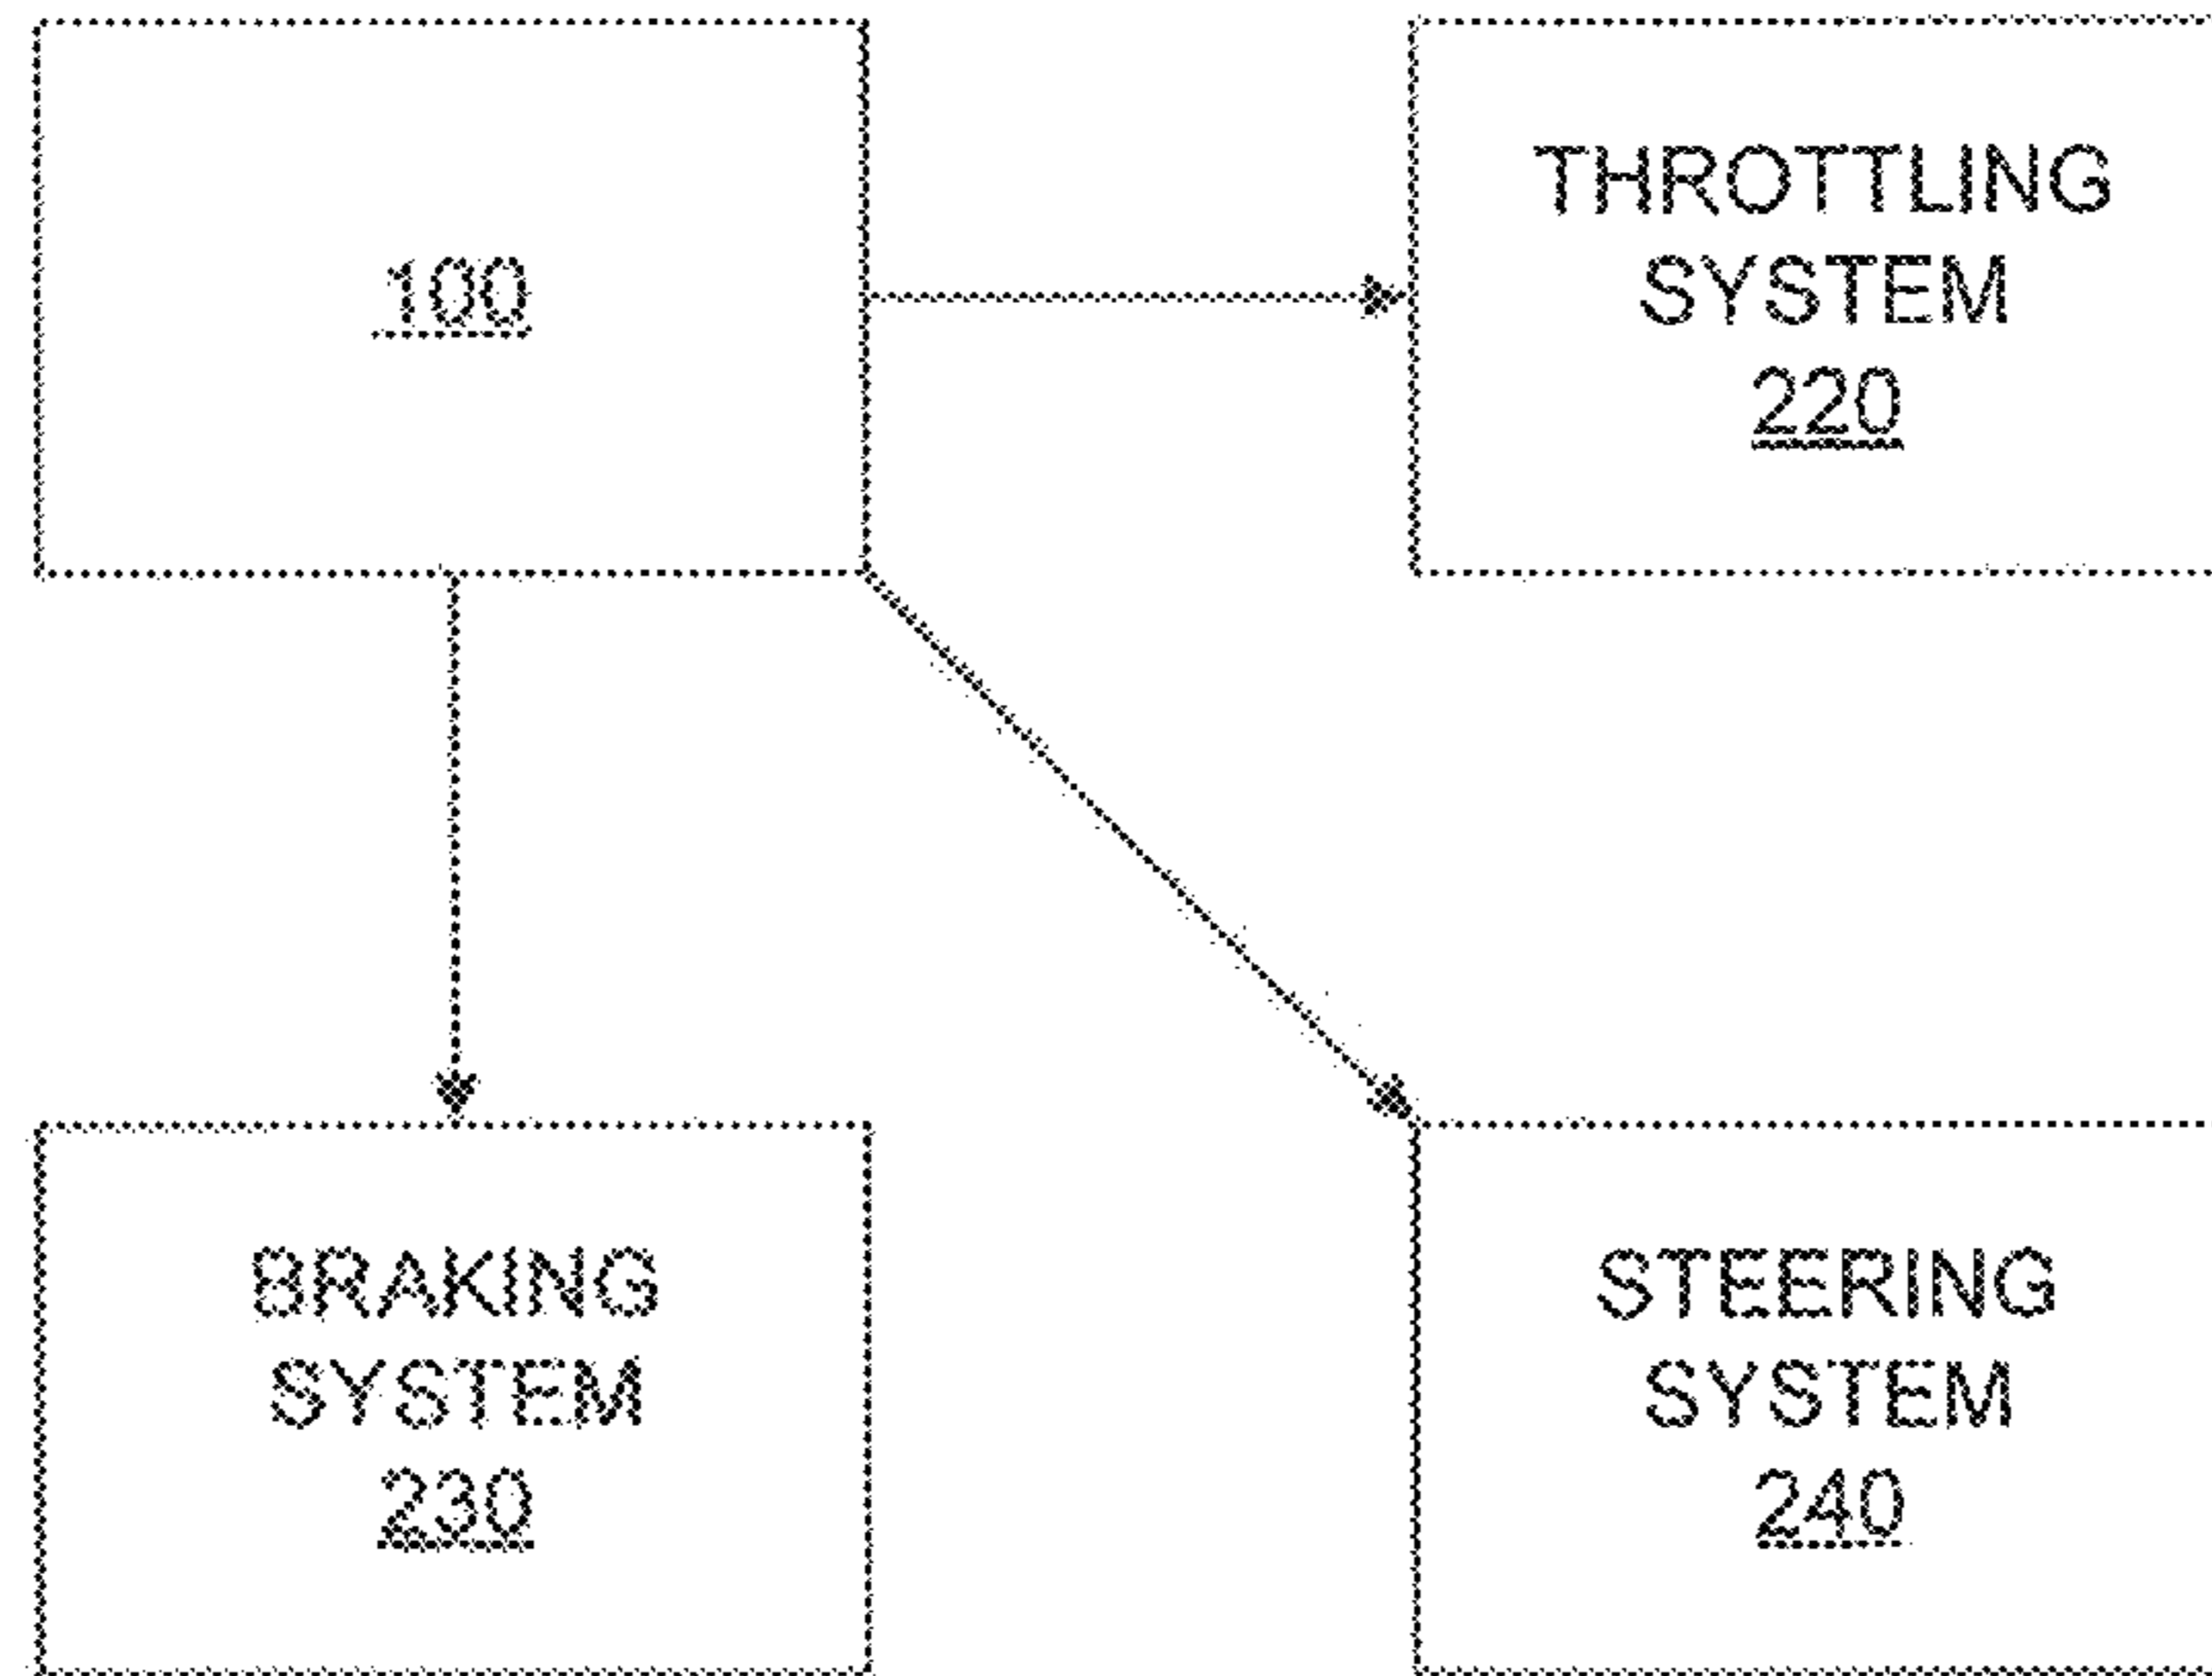 100
THROTTLING
SYSTEM
220
BRAKING
SYSTEM
230
STEERING
SYSTEM
240